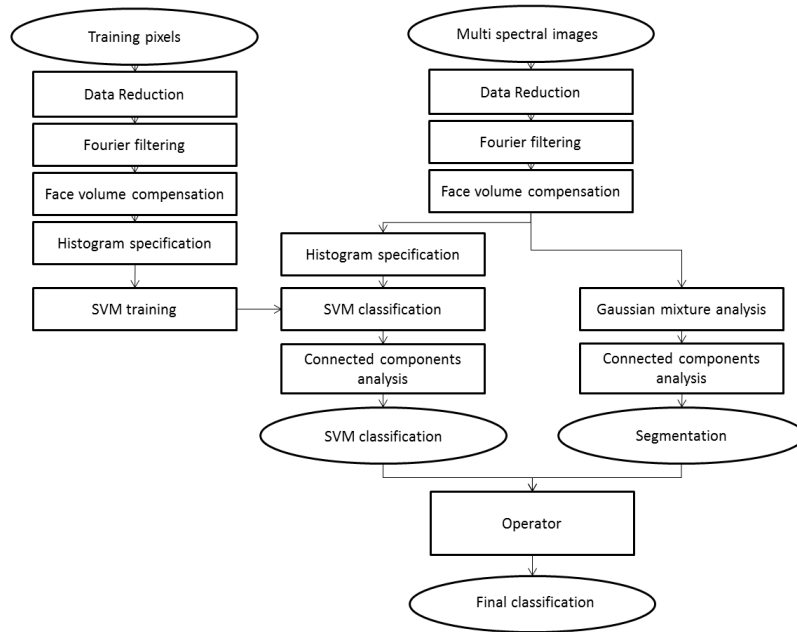 Training pixels
Data Reduction
Fourier filtering
Face volume compensation
Histogram specification
SVM training
Multi spectral images
Data Reduction
Fourier filtering
Face volume compensation
Histogram specification
SVM classification
Connected components
analysis
SVM classification
Gaussian mixture analysis
Connected components
analysis
Segmentation
Operator
Final classification